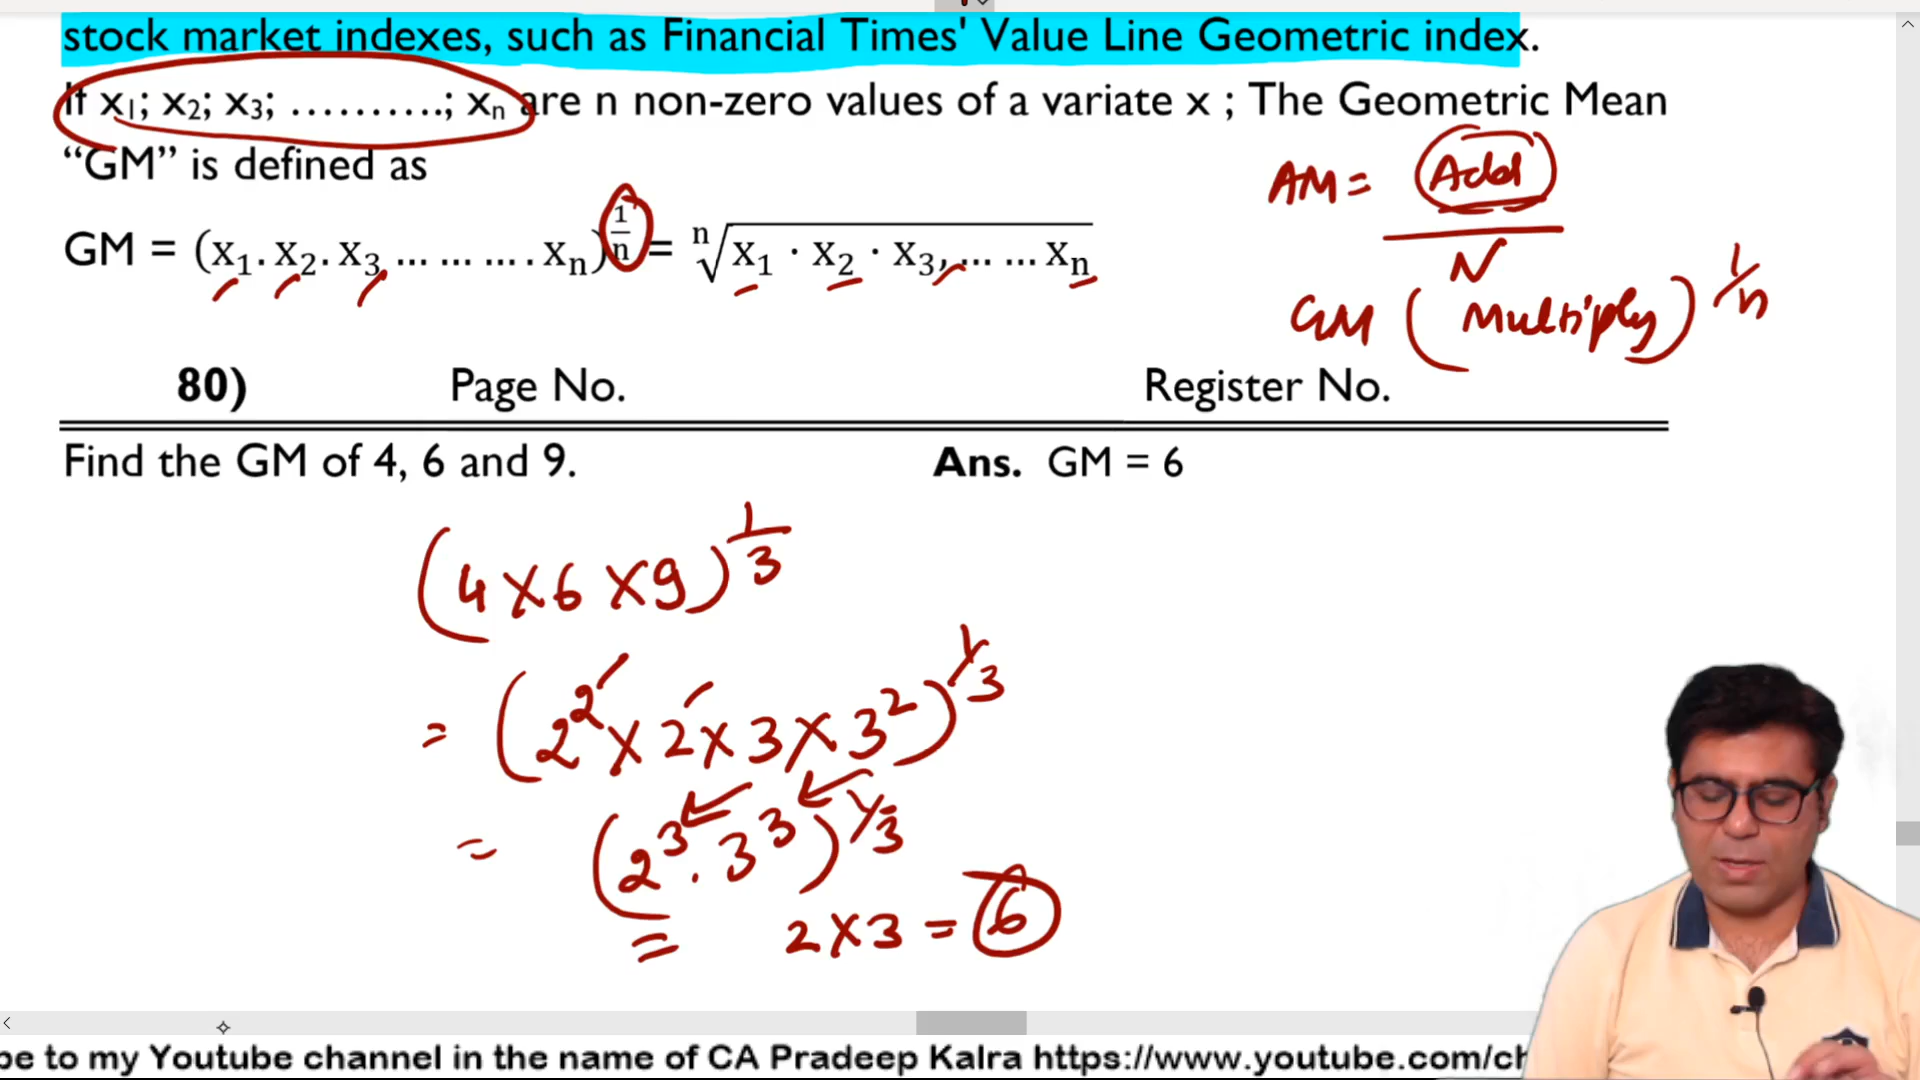 stock market indexes, such as Financial Times' Value Line Geometric index.
If x₁; x₂; x₃; ...........; xₙ are n non-zero values of a variate x ; The Geometric Mean
“GM” is defined as
GM = (x₁. x₂. x₃ ... ... ... . xₙ)^(1/n) = ⁿ√(x₁ · x₂ · x₃, ... ... xₙ)
AM = Add / N
GM (Multiply)^(1/n)
80) Page No. Register No.
Find the GM of 4, 6 and 9. Ans. GM = 6
(4 × 6 × 9)^(1/3)
= (2² × 2 × 3 × 3²)^(1/3)
= (2³ . 3³)^(1/3)
= 2 × 3 = 6
be to my Youtube channel in the name of CA Pradeep Kalra https://www.youtube.com/ch